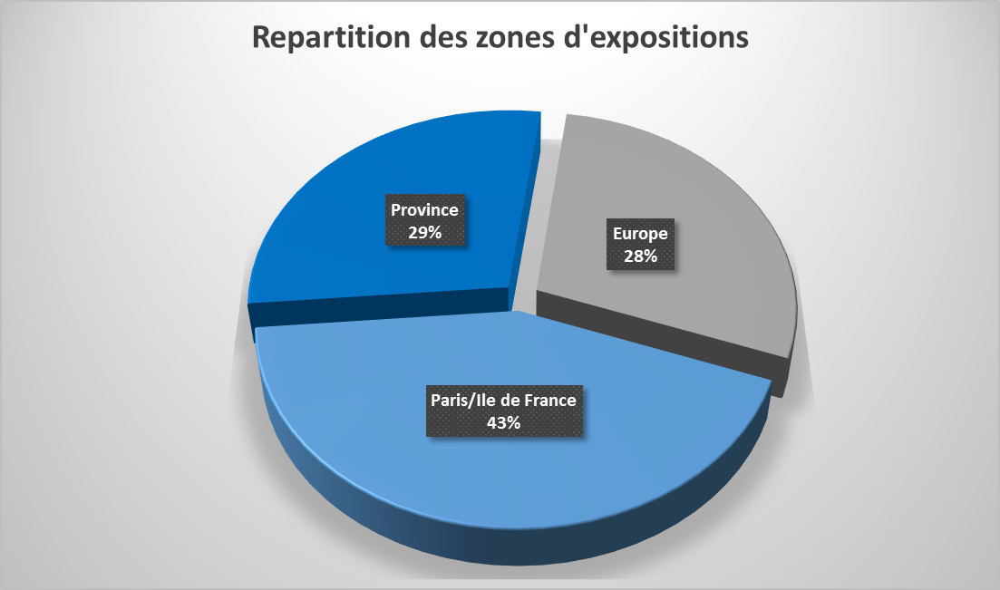 Repartition des zones d'expositions
Province
29%
Europe
28%
Paris/Ile de France
43%